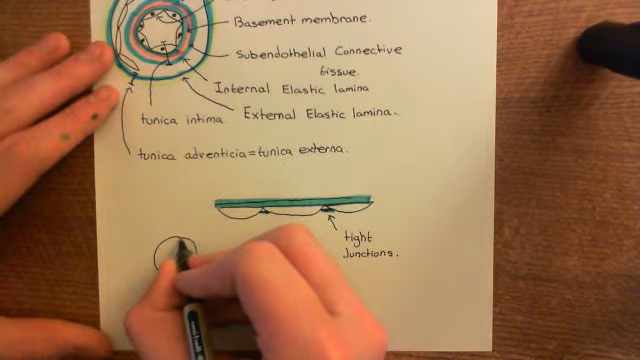 Basement membrane.
Subendothelial Connective
tissue.
Internal Elastic lamina
External Elastic lamina.
tunica intima
tunica adventicia = tunica externa.
tight
Junctions.